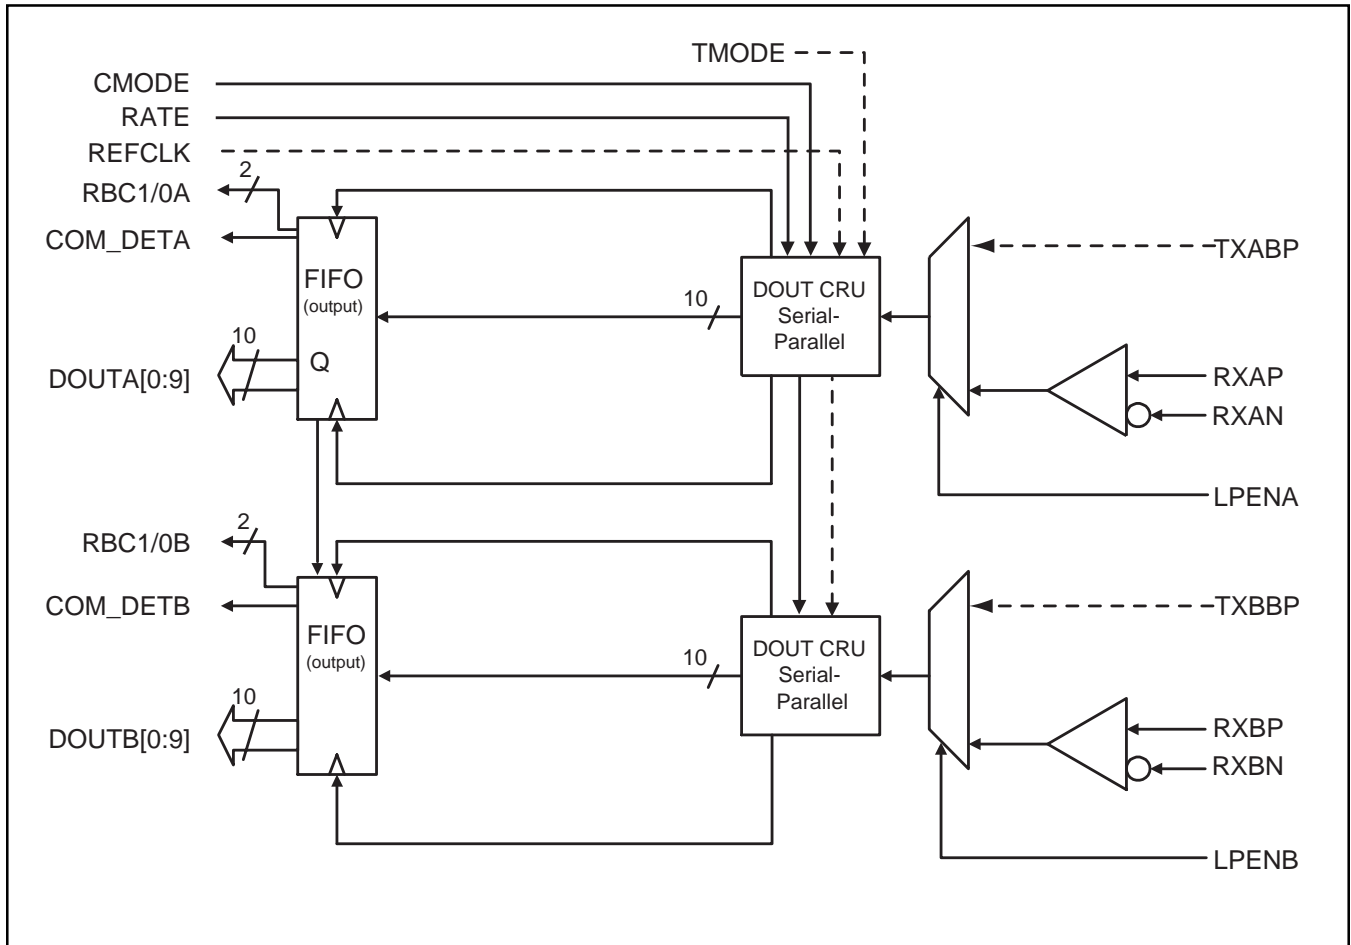 TMODE
CMODE
RATE
REFCLK
2
RBC1/0A
COM_DETA
TXABP
FIFO
(output)
DOUT CRU
Serial-
Parallel
10
10
Q
DOUTA[0:9]
RXAP
RXAN
LPENA
2
RBC1/0B
COM_DETB
TXBBP
FIFO
(output)
DOUT CRU
Serial-
Parallel
10
10
DOUTB[0:9]
RXBP
RXBN
LPENB